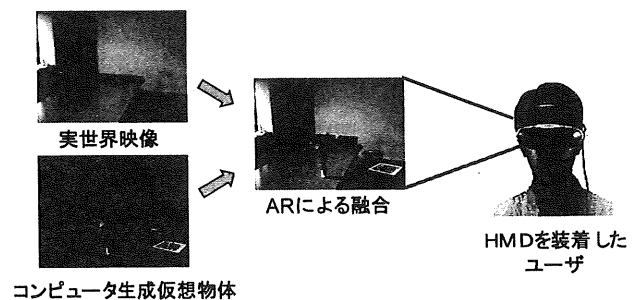 実世界映像
コンピュータ生成仮想物体
ARによる融合
HMDを装着した
ユーザ